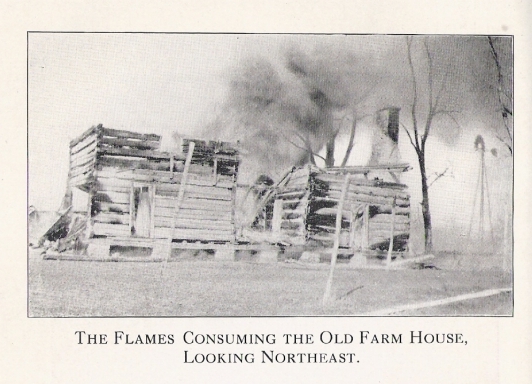 The Flames Consuming the Old Farm House,
Looking Northeast.